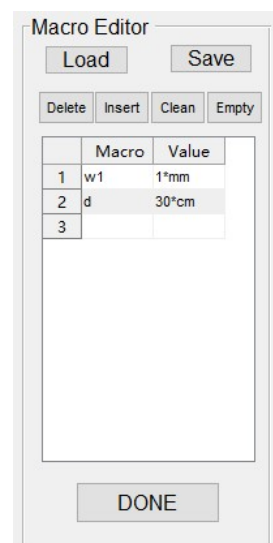 Macro Editor
Load Save
Delete Insert Clean Empty
Macro Value
1 w1 1*mm
2 d 30*cm
3
DONE